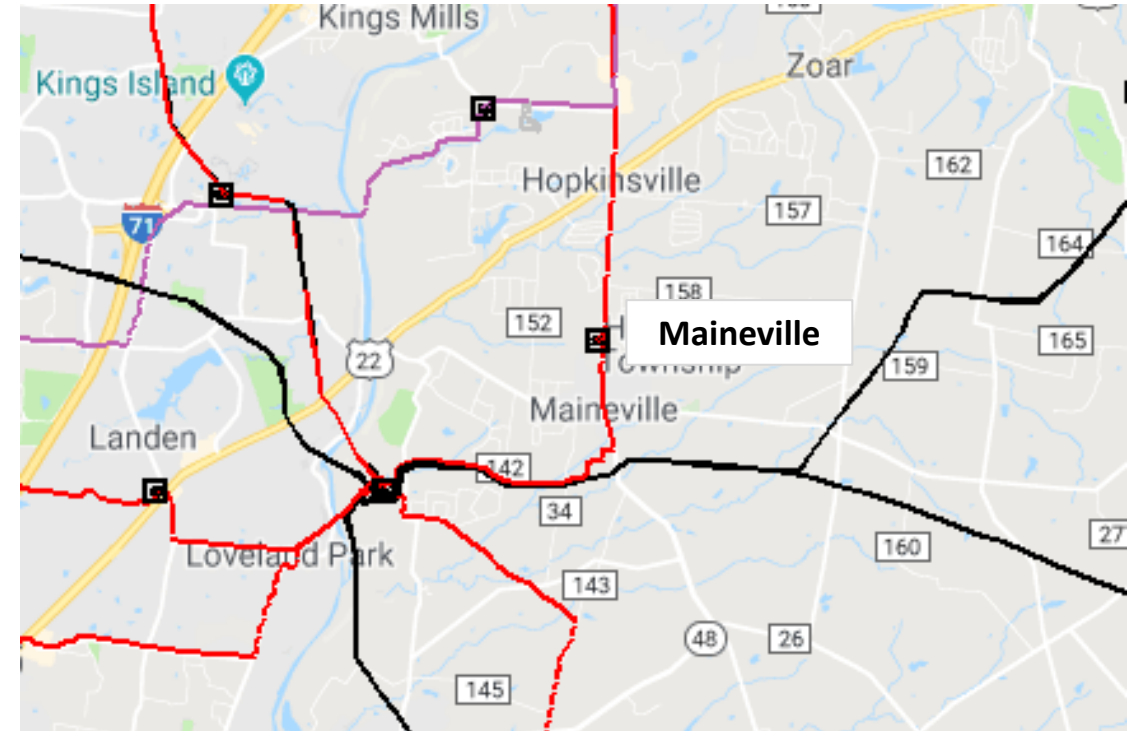 Kings Mills
Zoar
Kings Island
162
Hopkinsville
157
71
164
158
152
Maineville
165
Township
22
159
Maineville
Landen
142
34
27
160
Loveland Park
143
48
26
145